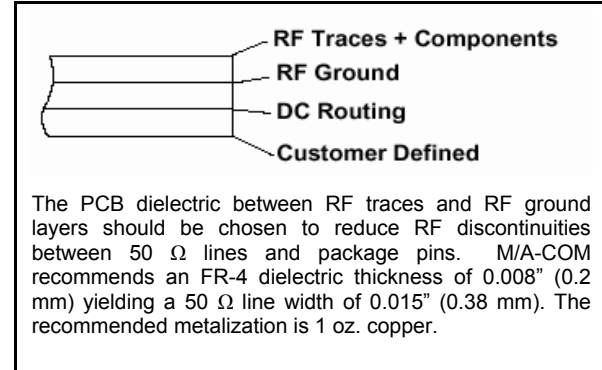 RF Traces + Components
RF Ground
DC Routing
Customer Defined
The PCB dielectric between RF traces and RF ground
layers should be chosen to reduce RF discontinuities
between 50 Ω lines and package pins. M/A-COM
recommends an FR-4 dielectric thickness of 0.008” (0.2
mm) yielding a 50 Ω line width of 0.015” (0.38 mm). The
recommended metalization is 1 oz. copper.